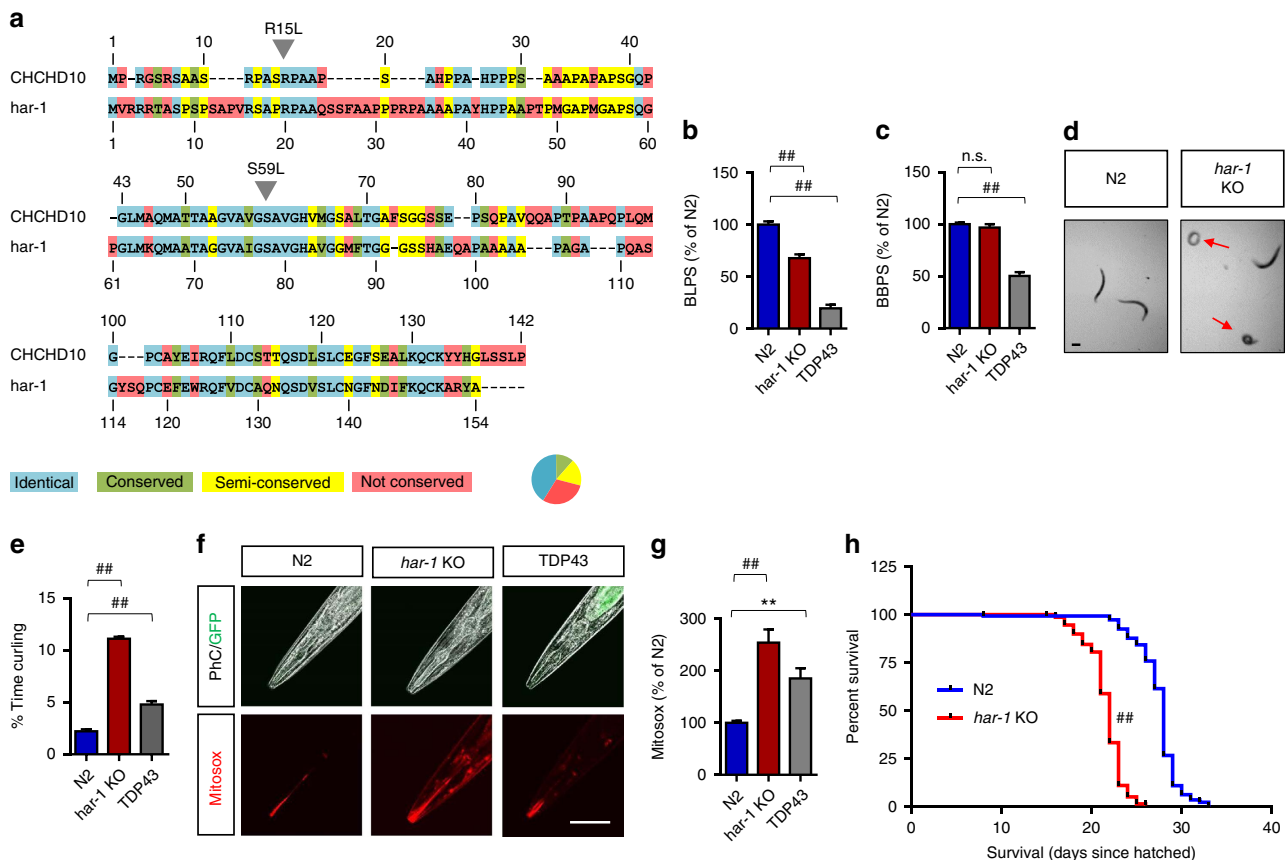 a
R15L
1 10 20 30 40
CHCHD10 MP-RGSRSAAS----RPASRPAAP------S----AHPPA-HPPPS--AAAPAPAPSGQP
har-1 MVRRRTASPSPSAPVRSAPRPAAQSSFAAPPPRPAAAAPAYHPPAAPTPMGAPMGAPSQG
1 10 20 30 40 50 60
S59L
43 50 70 80 90
CHCHD10 -GLMAQMATTAAGVAVGSAVGHVMGSALTGAFSGGSSE--PSQPAVQQAPTPAAPQPLQM
har-1 PGLMKQMAATAGGVAIGSAVGHAVGGMFTGG-GSSHAEQAPAAAAA---PAGA---PQAS
61 70 80 90 100 110
100 110 120 130 142
CHCHD10 G---PCAYEIRQFLDCSTTQSDLSLCEGFSEALKQCKYYHGLSSLP
har-1 GYSQPCEFEWRQFVDCAQNQSDVSLCNGFNDIFKQCKARYA-----
114 120 130 140 154
Identical Conserved Semi-conserved Not conserved
b
##
##
150
100
50
0
BLPS (% of N2)
N2 har-1 KO TDP43
c
n.s.
##
150
100
50
0
BBPS (% of N2)
N2 har-1 KO TDP43
d
N2
har-1 KO
e
##
##
15
10
5
0
% Time curling
N2 har-1 KO TDP43
f
N2 har-1 KO TDP43
PhC/GFP
Mitosox
g
##
**
300
200
100
0
Mitosox (% of N2)
N2 har-1 KO TDP43
h
125
100
75
50
25
0
Percent survival
N2
har-1 KO
##
0 10 20 30 40
Survival (days since hatched)